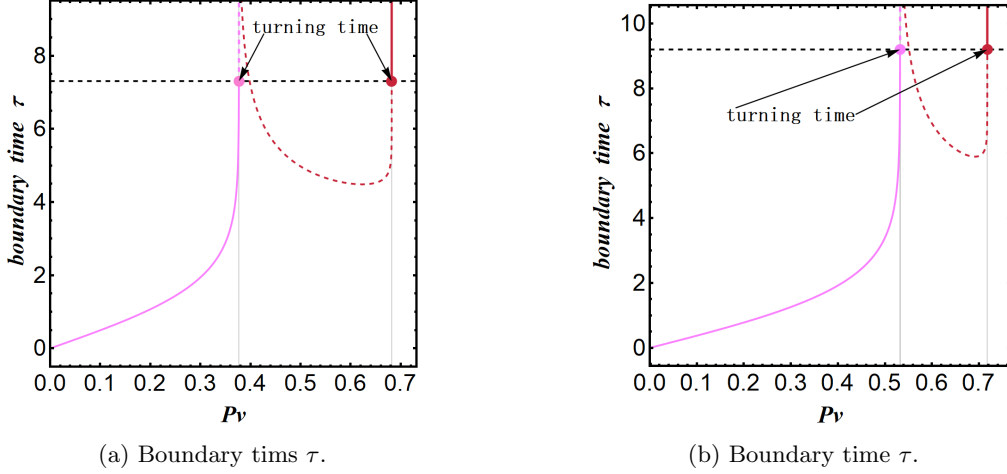 turning time
8
6
4
2
0
boundary time τ
0.0 0.1 0.2 0.3 0.4 0.5 0.6 0.7
Pv
(a) Boundary tims τ.
10
8
6
4
2
0
boundary time τ
turning time
0.0 0.1 0.2 0.3 0.4 0.5 0.6 0.7
Pv
(b) Boundary time τ.